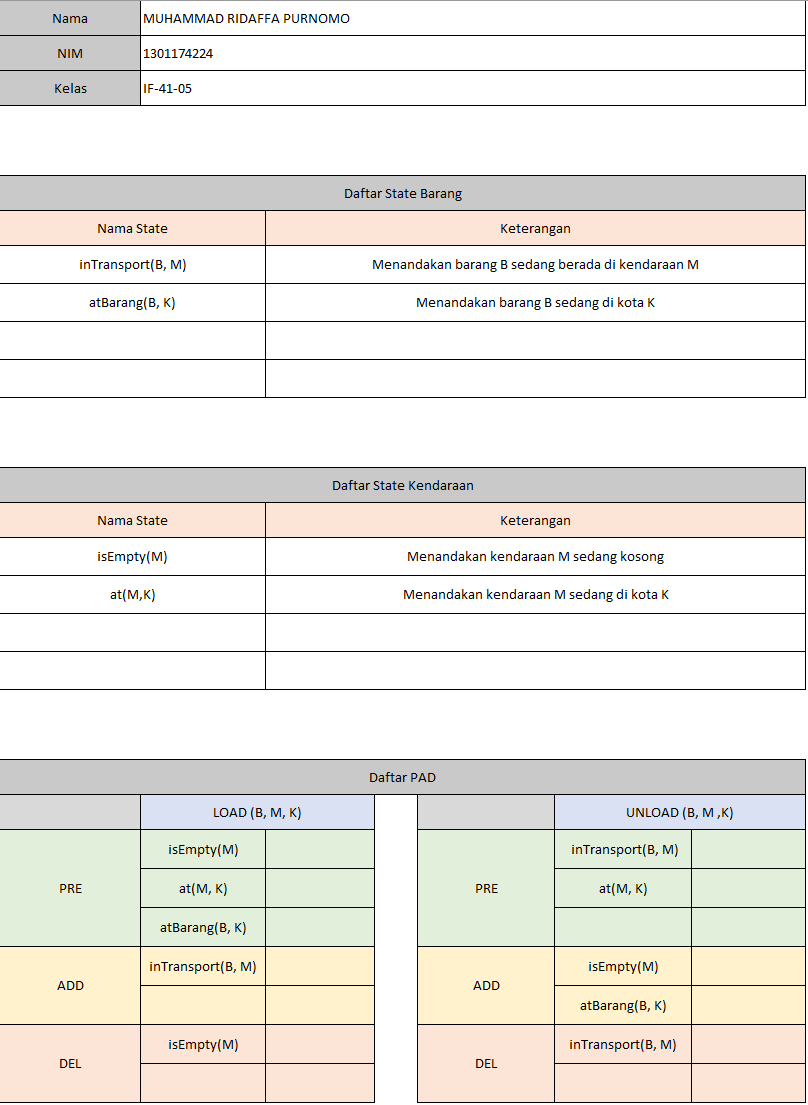 Nama MUHAMMAD RIDAFFA PURNOMO
NIM 1301174224
Kelas IF-41-05
Daftar State Barang
Nama State Keterangan
inTransport(B, M) Menandakan barang B sedang berada di kendaraan M
atBarang(B, K) Menandakan barang B sedang di kota K
Daftar State Kendaraan
Nama State Keterangan
isEmpty(M) Menandakan kendaraan M sedang kosong
at(M,K) Menandakan kendaraan M sedang di kota K
Daftar PAD
LOAD (B, M, K)
PRE
isEmpty(M)
at(M, K)
atBarang(B, K)
ADD
inTransport(B, M)
DEL
isEmpty(M)
UNLOAD (B, M ,K)
PRE
inTransport(B, M)
at(M, K)
ADD
isEmpty(M)
atBarang(B, K)
DEL
inTransport(B, M)